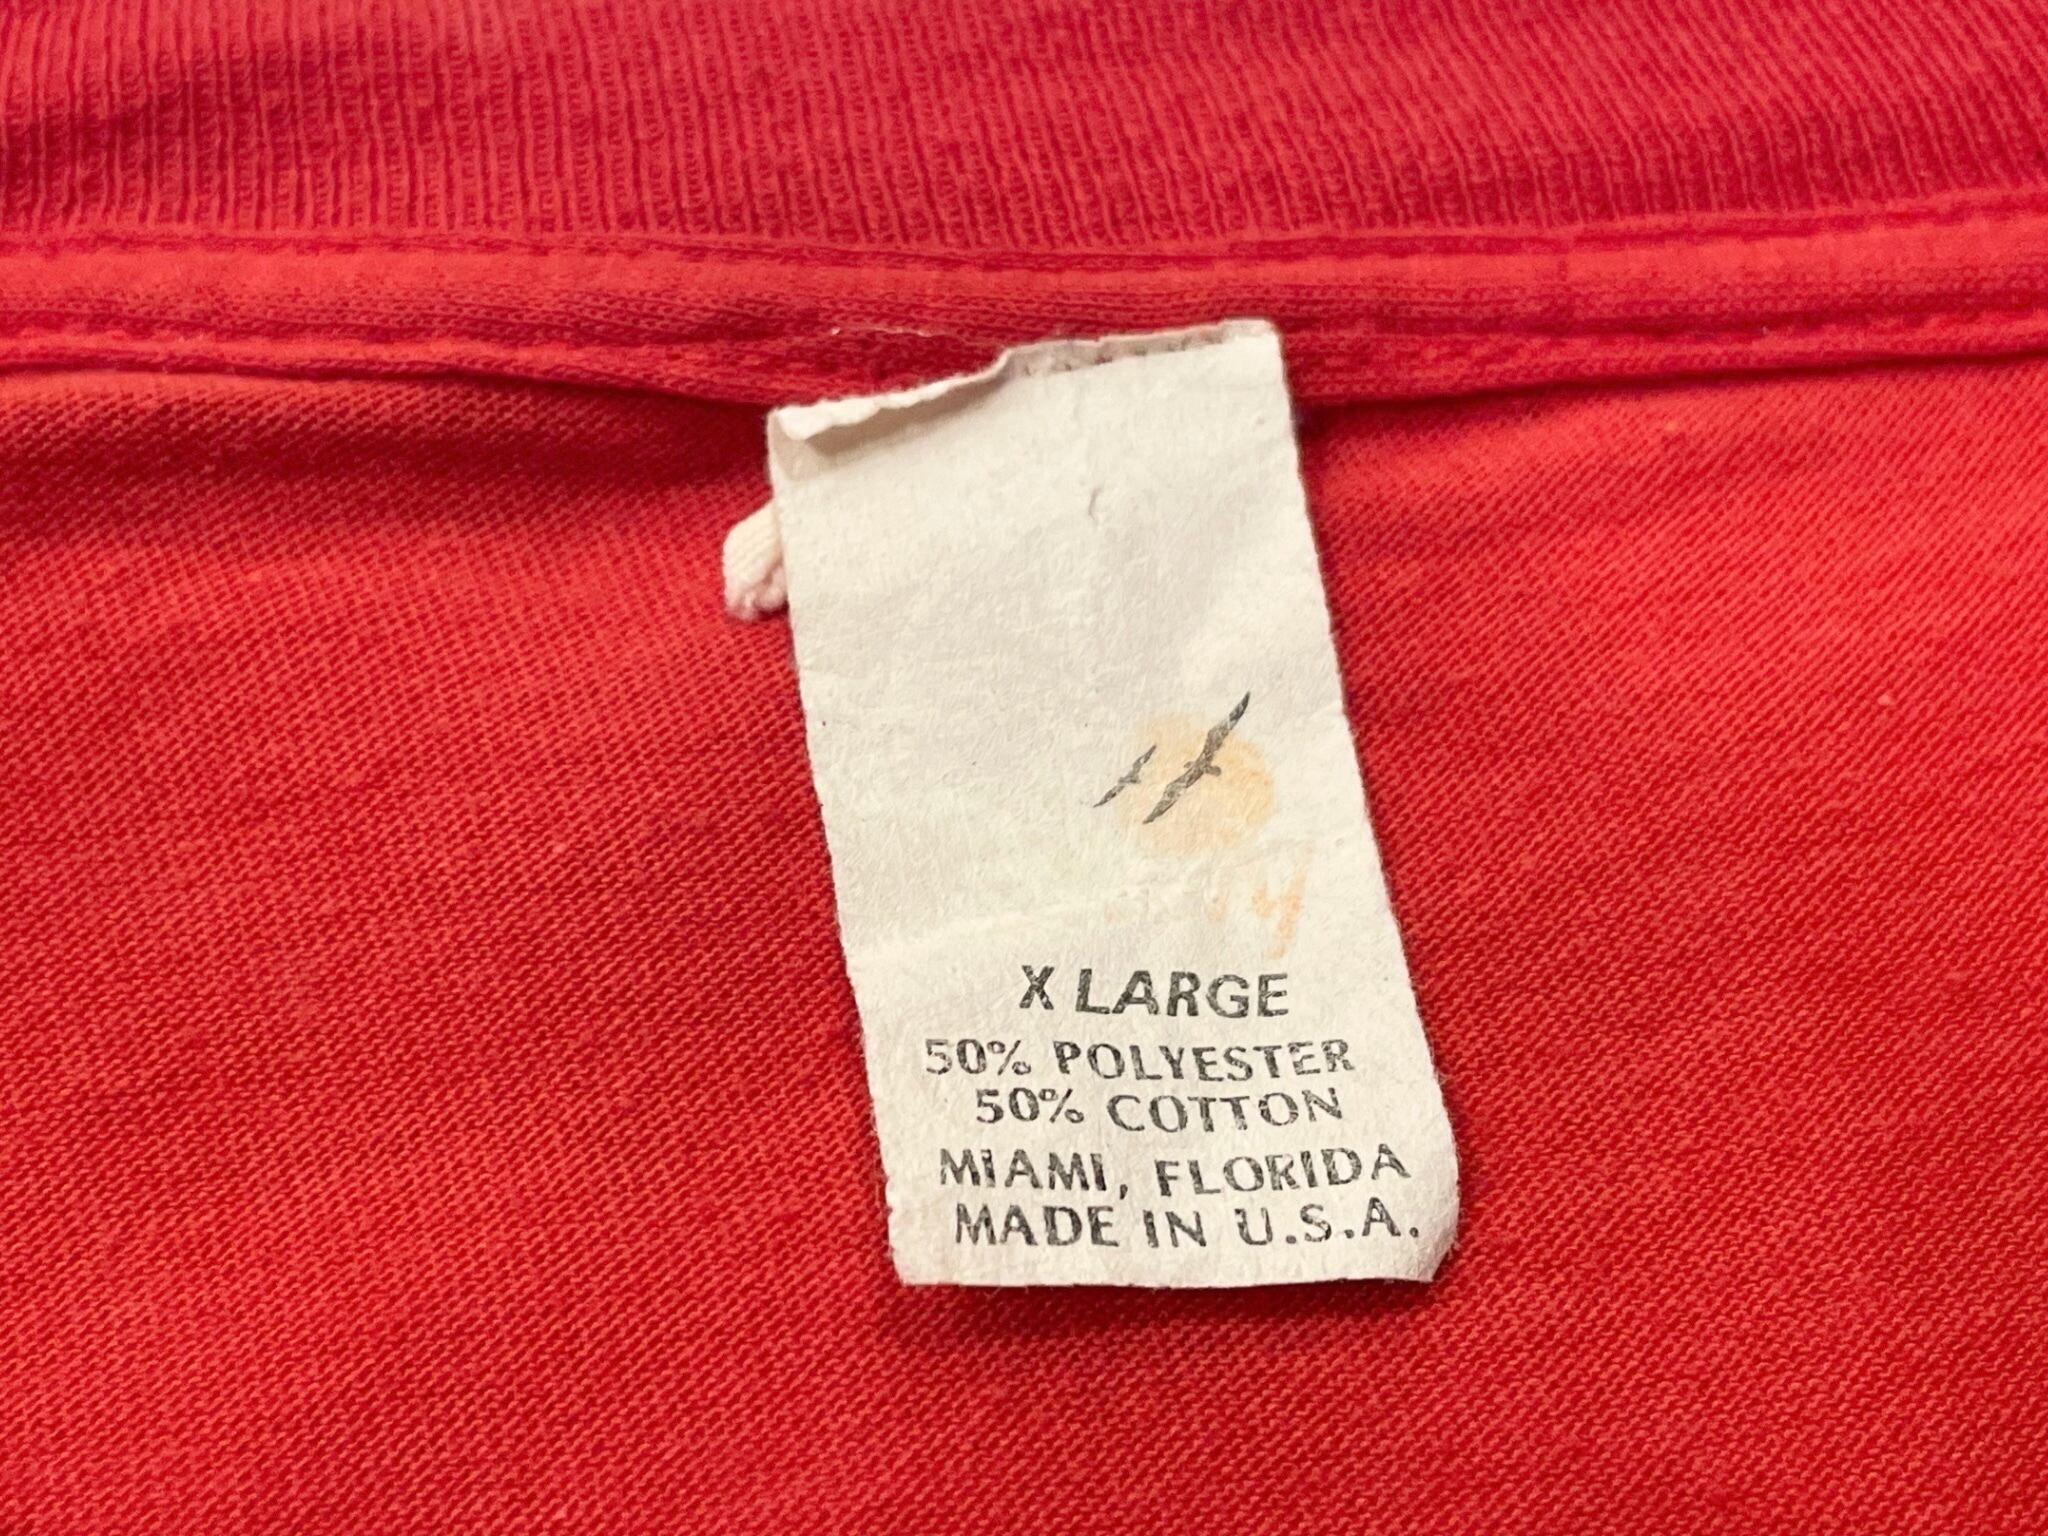 X LARGE
50% POLYESTER
50% COTTON
MIAMI, FLORIDA
MADE IN U.S.A.